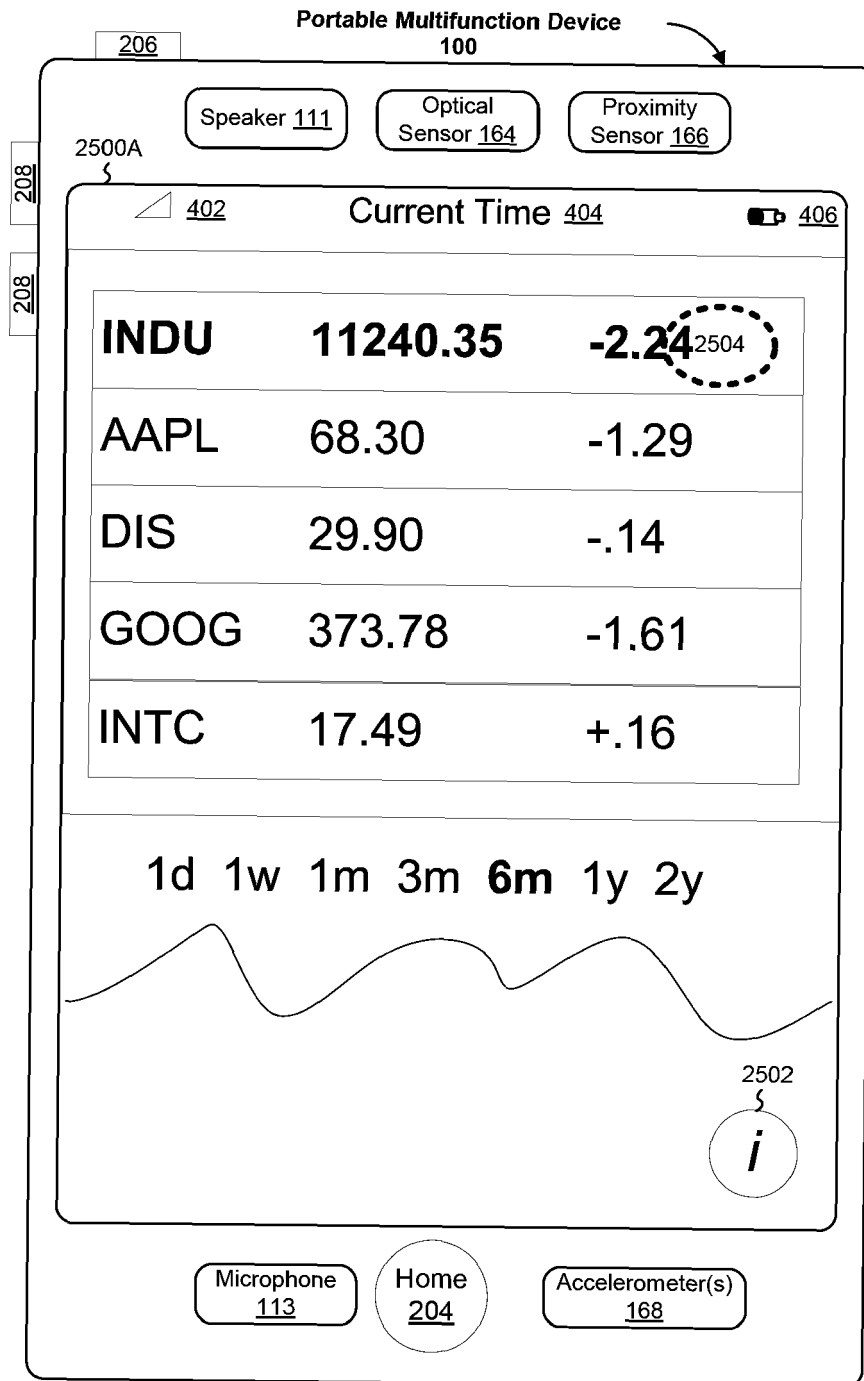 Portable Multifunction Device
100
206
Speaker 111
Optical
Sensor 164
Proximity
Sensor 166
2500A
208
208
402
Current Time 404
406
INDU 11240.35 -2.24
2504
AAPL 68.30 -1.29
DIS 29.90 -.14
GOOG 373.78 -1.61
INTC 17.49 +.16
1d 1w 1m 3m 6m 1y 2y
2502
i
Microphone
113
Home
204
Accelerometer(s)
168